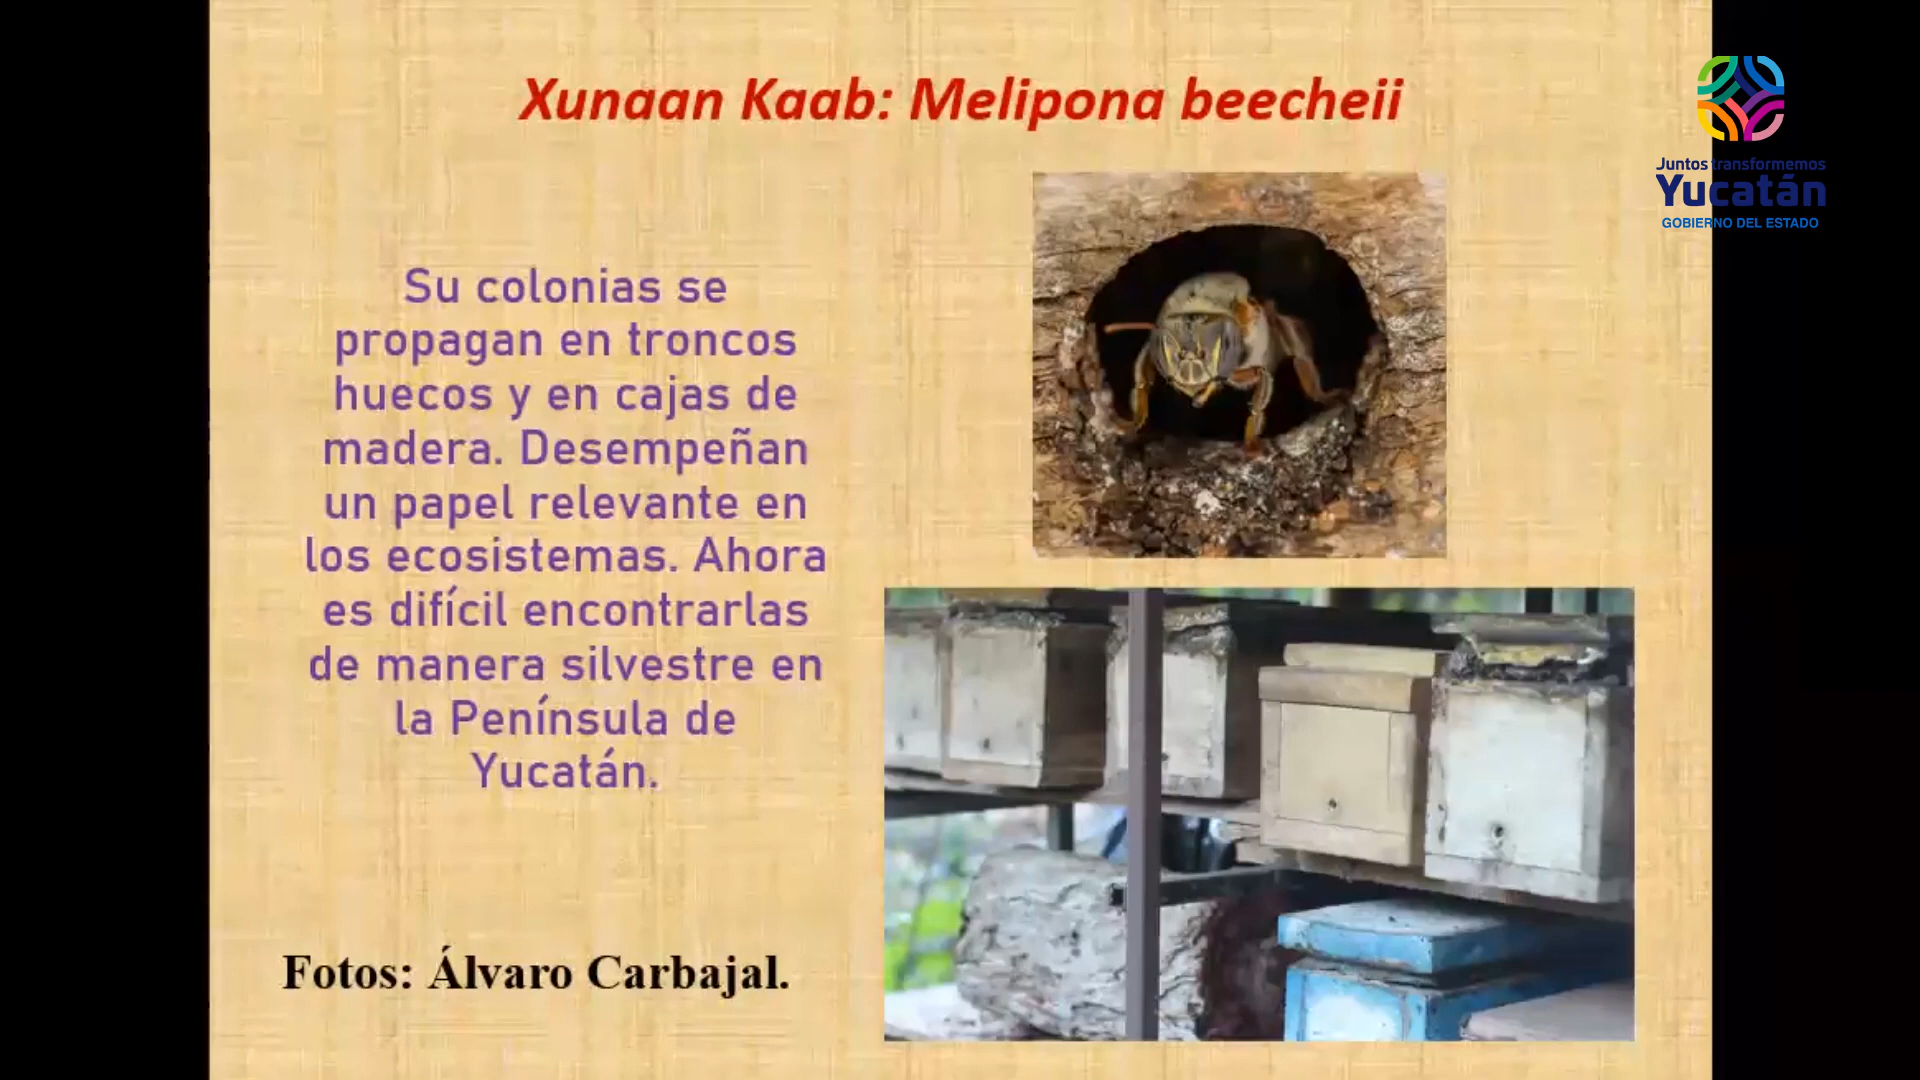 Xunaan Kaab: Melipona beecheii
Su colonias se
propagan en troncos
huecos y en cajas de
madera. Desempeñan
un papel relevante en
los ecosistemas. Ahora
es difícil encontrarlas
de manera silvestre en
la Península de
Yucatán.
Fotos: Álvaro Carbajal.
Juntos transformemos
Yucatán
GOBIERNO DEL ESTADO